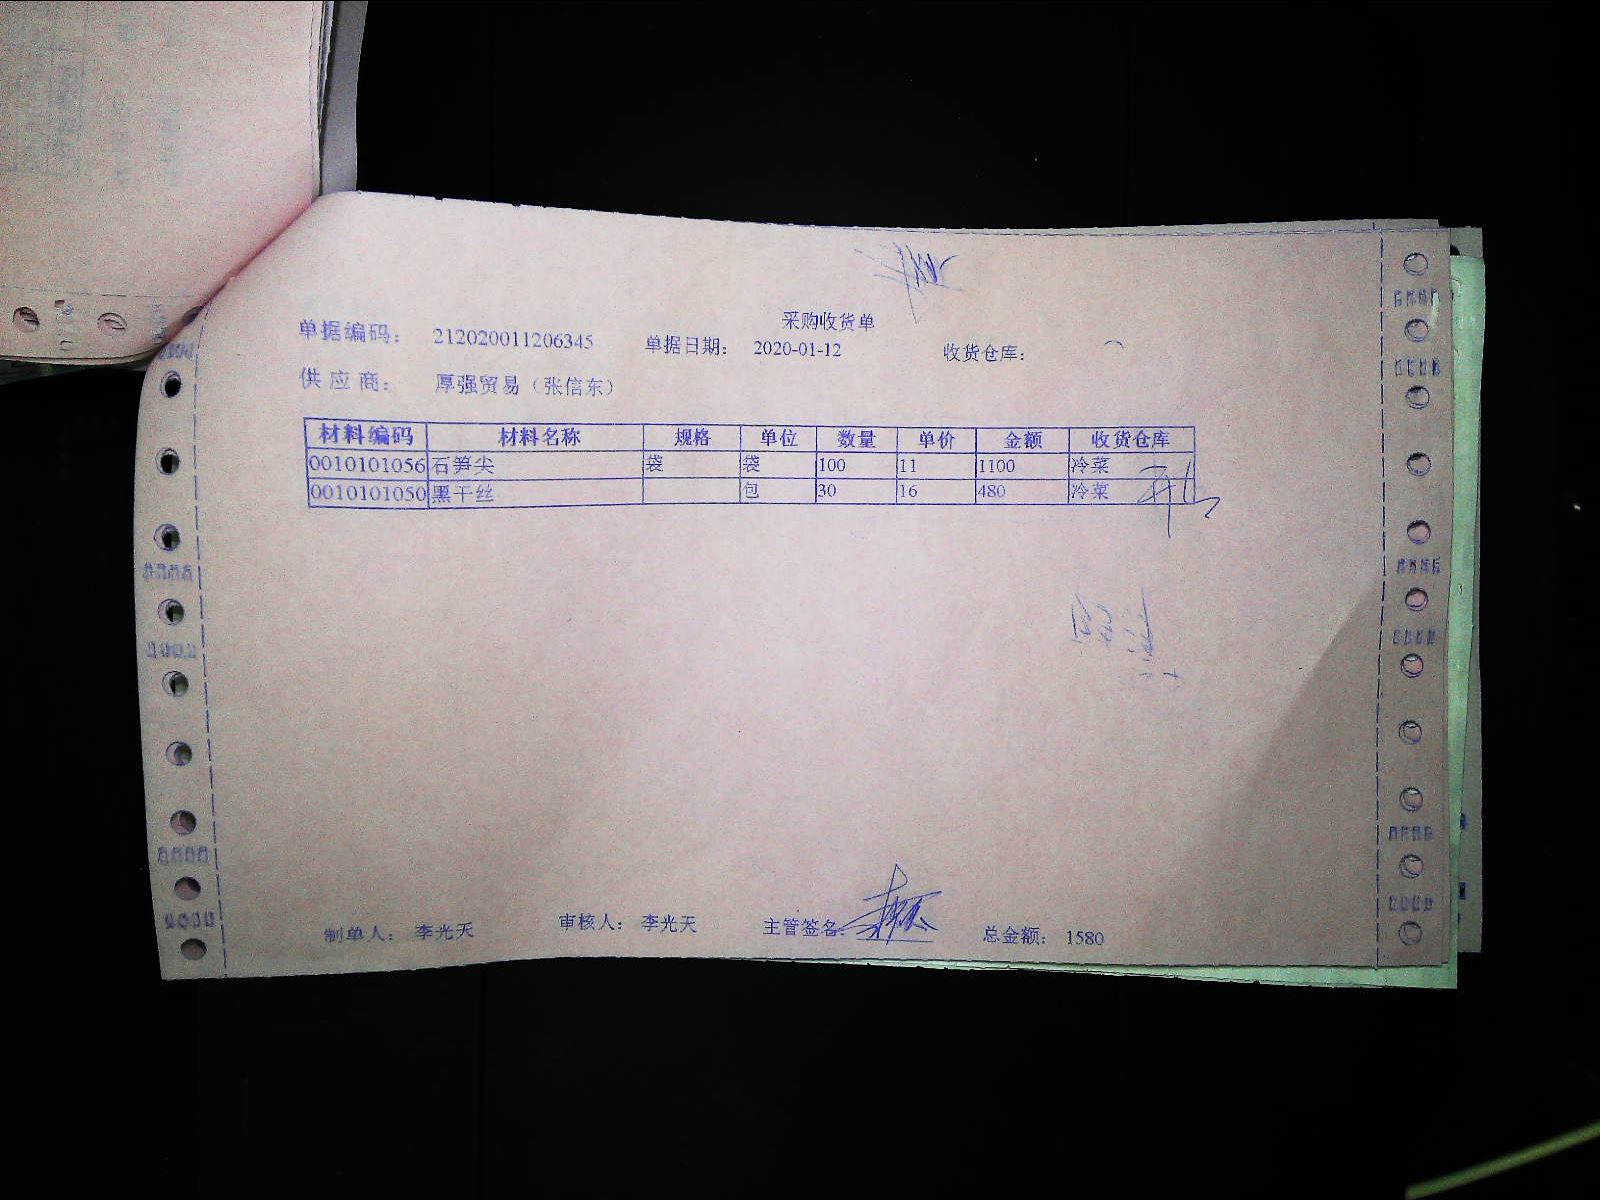 采购收货单
单据编码： 212020011206345 单据日期： 2020-01-12 收货仓库：
供 应 商： 厚强贸易（张信东）
材料编码 材料名称 规格 单位 数量 单价 金额 收货仓库
0010101056 石笋尖 袋 袋 100 11 1100 冷菜
0010101050 黑干丝 包 30 16 480 冷菜
制单人： 李光天 审核人： 李光天 主管签名： 总金额： 1580